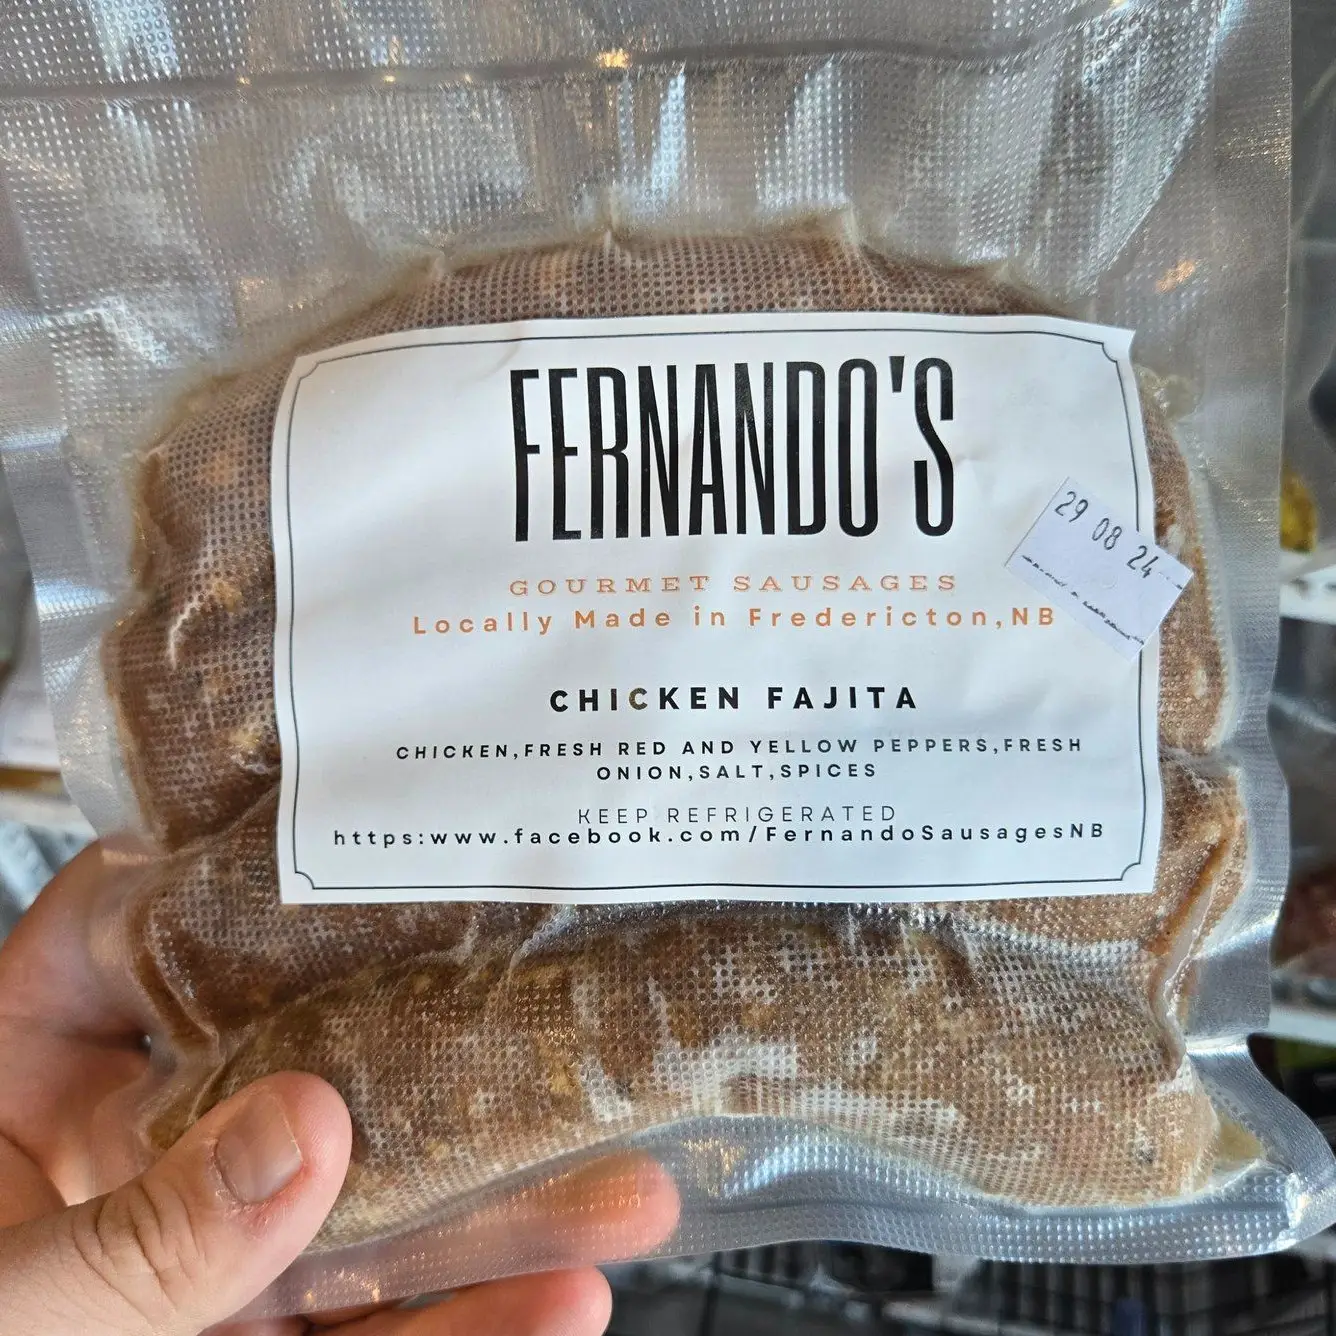 FERNANDO'S
GOURMET SAUSAGES
Locally Made in Fredericton,NB
29 08 24
CHICKEN FAJITA
CHICKEN,FRESH RED AND YELLOW PEPPERS,FRESH
ONION,SALT,SPICES
KEEP REFRIGERATED
https:www.facebook.com/FernandoSausagesNB